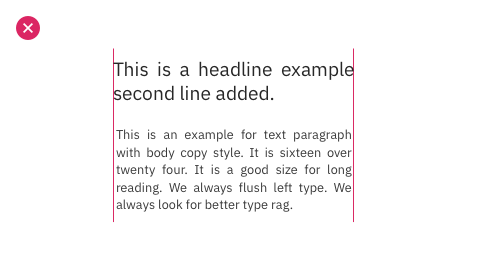 This is a headline example
second line added.
This is an example for text paragraph
with body copy style. It is sixteen over
twenty four. It is a good size for long
reading. We always flush left type. We
always look for better type rag.